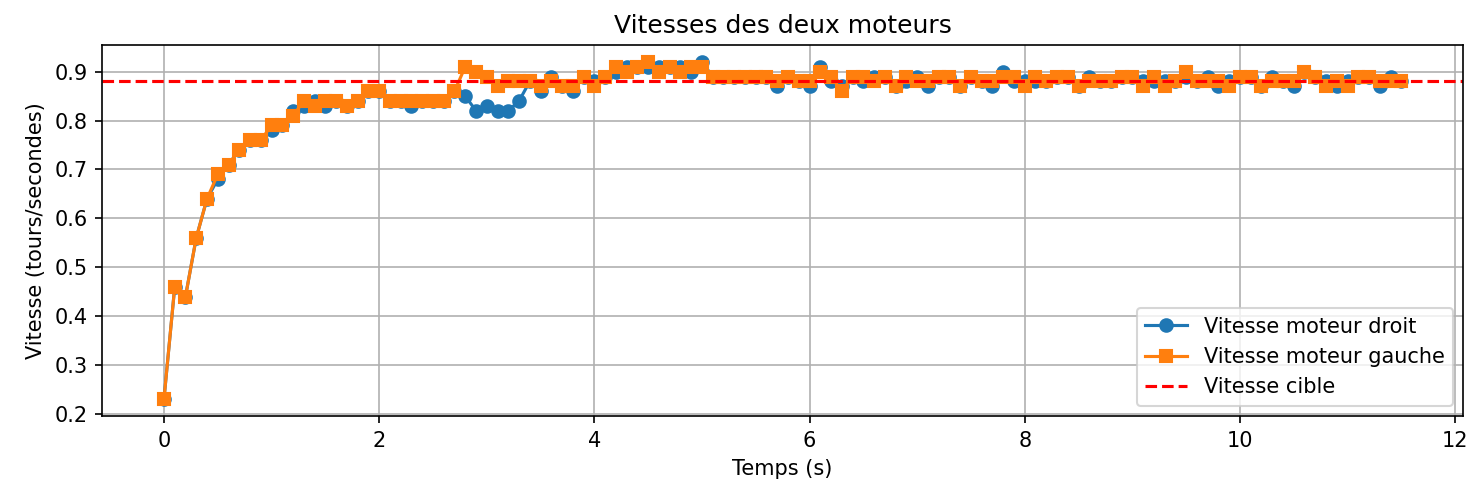 Vitesses des deux moteurs
Vitesse (tours/secondes)
0.9
0.8
0.7
0.6
0.5
0.4
0.3
0.2
Vitesse moteur droit
Vitesse moteur gauche
Vitesse cible
0 2 4 6 8 10 12
Temps (s)